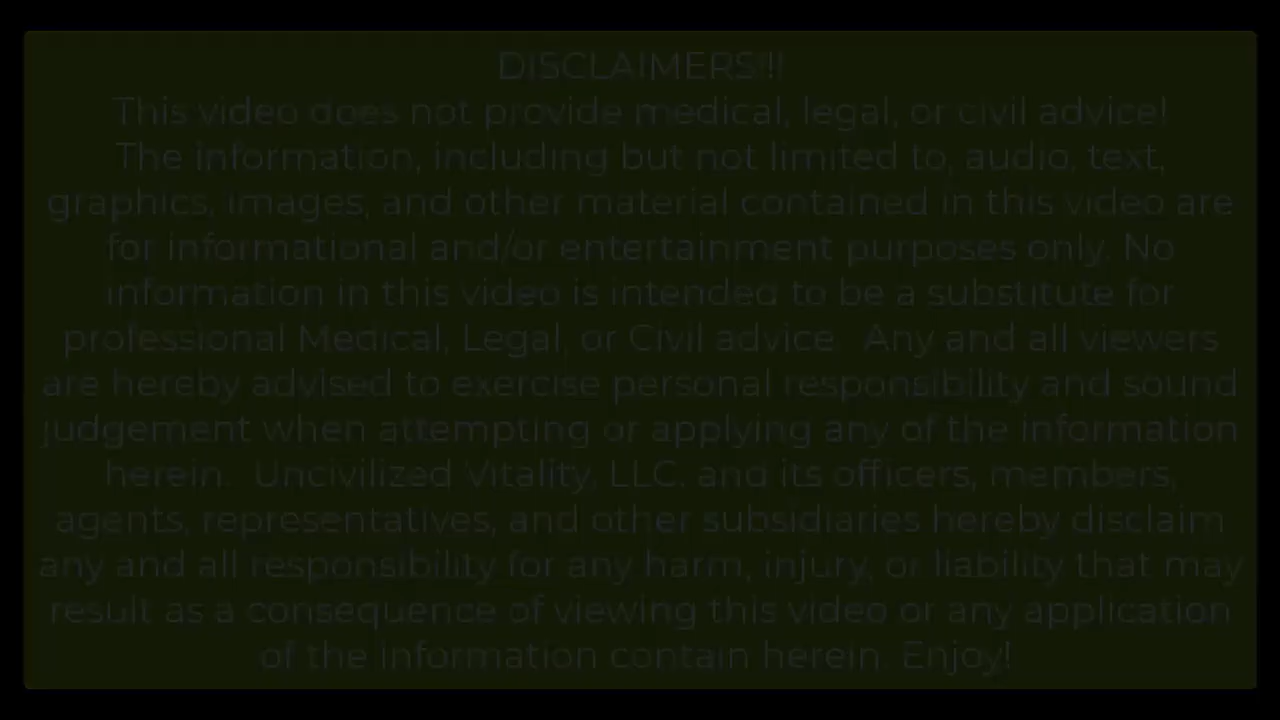 DISCLAIMERS!!!
This video does not provide medical, legal, or civil advice!
The information, including but not limited to, audio, text,
graphics, images, and other material contained in this video are
for informational and/or entertainment purposes only. No
information in this video is intended to be a substitute for
professional Medical, Legal, or Civil advice.  Any and all viewers
are hereby advised to exercise personal responsibility and sound
judgement when attempting or applying any of the information
herein.  Uncivilized Vitality, LLC. and its officers, members,
agents, representatives, and other subsidiaries hereby disclaim
any and all responsibility for any harm, injury, or liability that may
result as a consequence of viewing this video or any application
of the information contain herein. Enjoy!